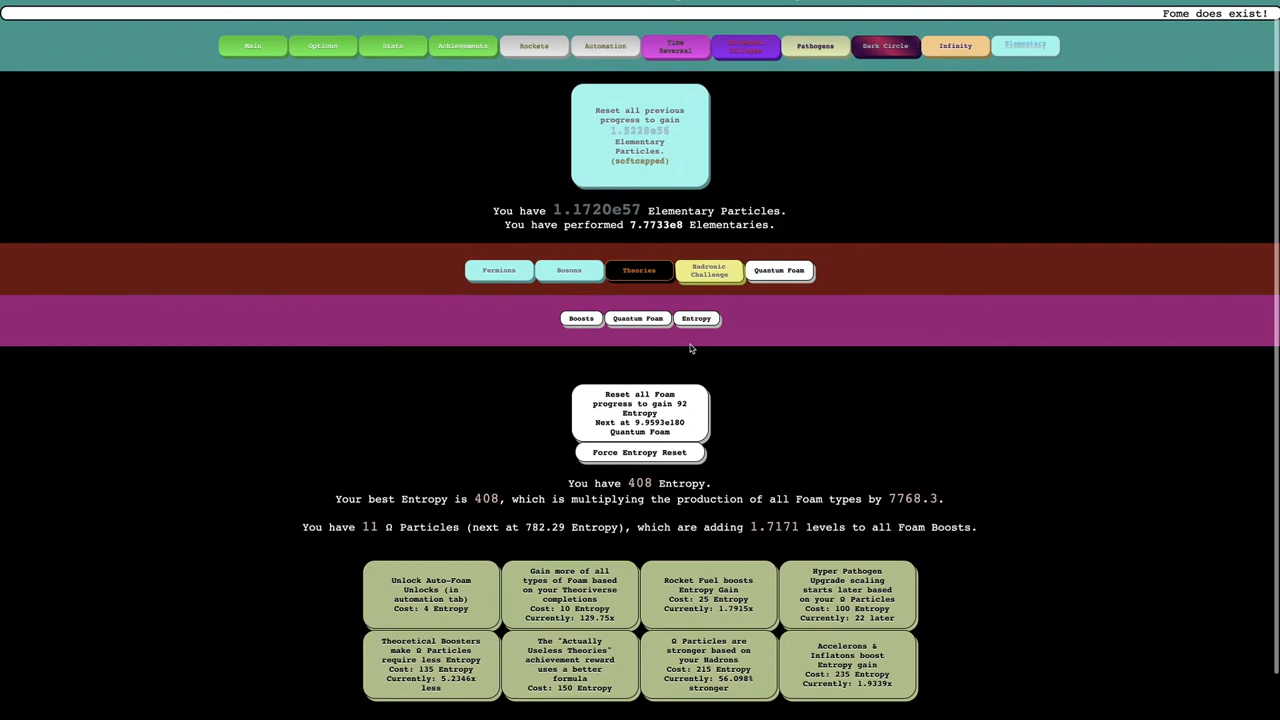 Fome does exist!
Main
Options
Stats
Achievements
Rockets
Automation
Time
Reversal
Pathogens
Dark Circle
Infinity
Elementary
Reset all previous
progress to gain
1.5228e56
Elementary
Particles.
(softcapped)
You have 1.1720e57 Elementary Particles.
You have performed 7.7733e8 Elementaries.
Fermions
Bosons
Theories
Hadronic
Challenge
Quantum Foam
Boosts
Quantum Foam
Entropy
Reset all Foam
progress to gain 92
Entropy
Next at 9.9593e180
Quantum Foam
Force Entropy Reset
You have 408 Entropy.
Your best Entropy is 408, which is multiplying the production of all Foam types by 7768.3.
You have 11 Ω Particles (next at 782.29 Entropy), which are adding 1.7171 levels to all Foam Boosts.
Unlock Auto-Foam
Unlocks (in
automation tab)
Cost: 4 Entropy
Gain more of all
types of Foam based
on your Theoriverse
completions
Cost: 10 Entropy
Currently: 129.75x
Rocket Fuel boosts
Entropy Gain
Cost: 25 Entropy
Currently: 1.7915x
Hyper Pathogen
Upgrade scaling
starts later based
on your Ω Particles
Cost: 100 Entropy
Currently: 22 later
Theoretical Boosters
make Ω Particles
require less Entropy
Cost: 135 Entropy
Currently: 5.2346x
less
The "Actually
Useless Theories"
achievement reward
uses a better
formula
Cost: 150 Entropy
Ω Particles are
stronger based on
your Hadrons
Cost: 215 Entropy
Currently: 56.098%
stronger
Accelerons &
Inflatons boost
Entropy gain
Cost: 235 Entropy
Currently: 1.9339x